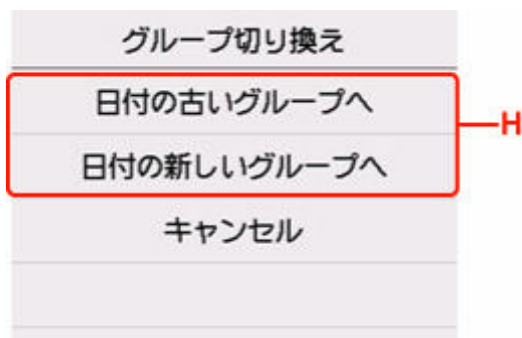 グループ切り換え
日付の古いグループへ
H
日付の新しいグループへ
キャンセル